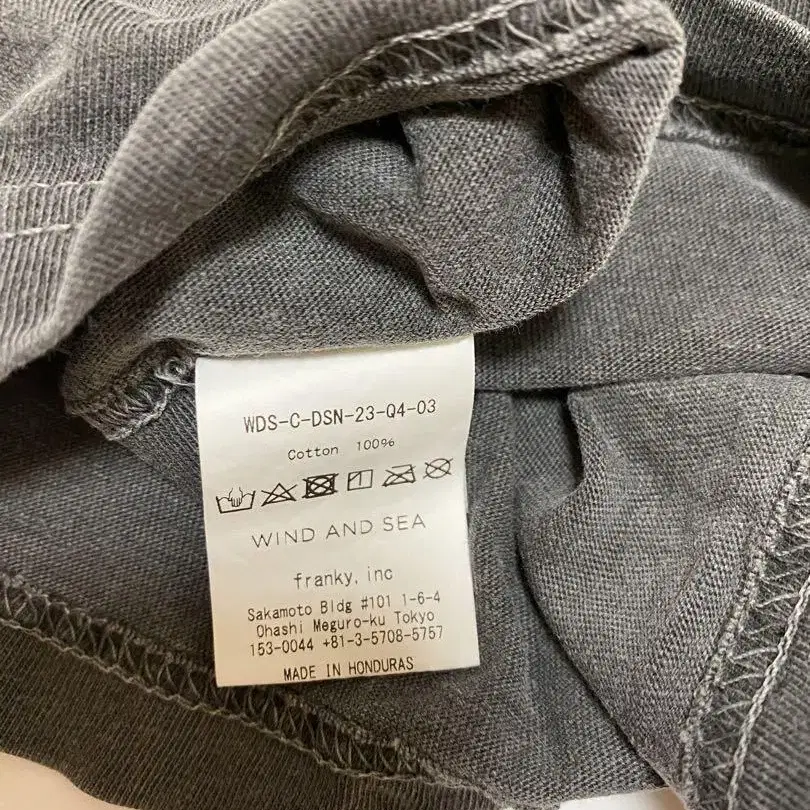 WDS-C-DSN-23-Q4-03
Cotton 100%
WIND AND SEA
franky, inc
Sakamoto Bldg #101 1-6-4
Ohashi Meguro-ku Tokyo
153-0044 +81-3-5708-5757
MADE IN HONDURAS